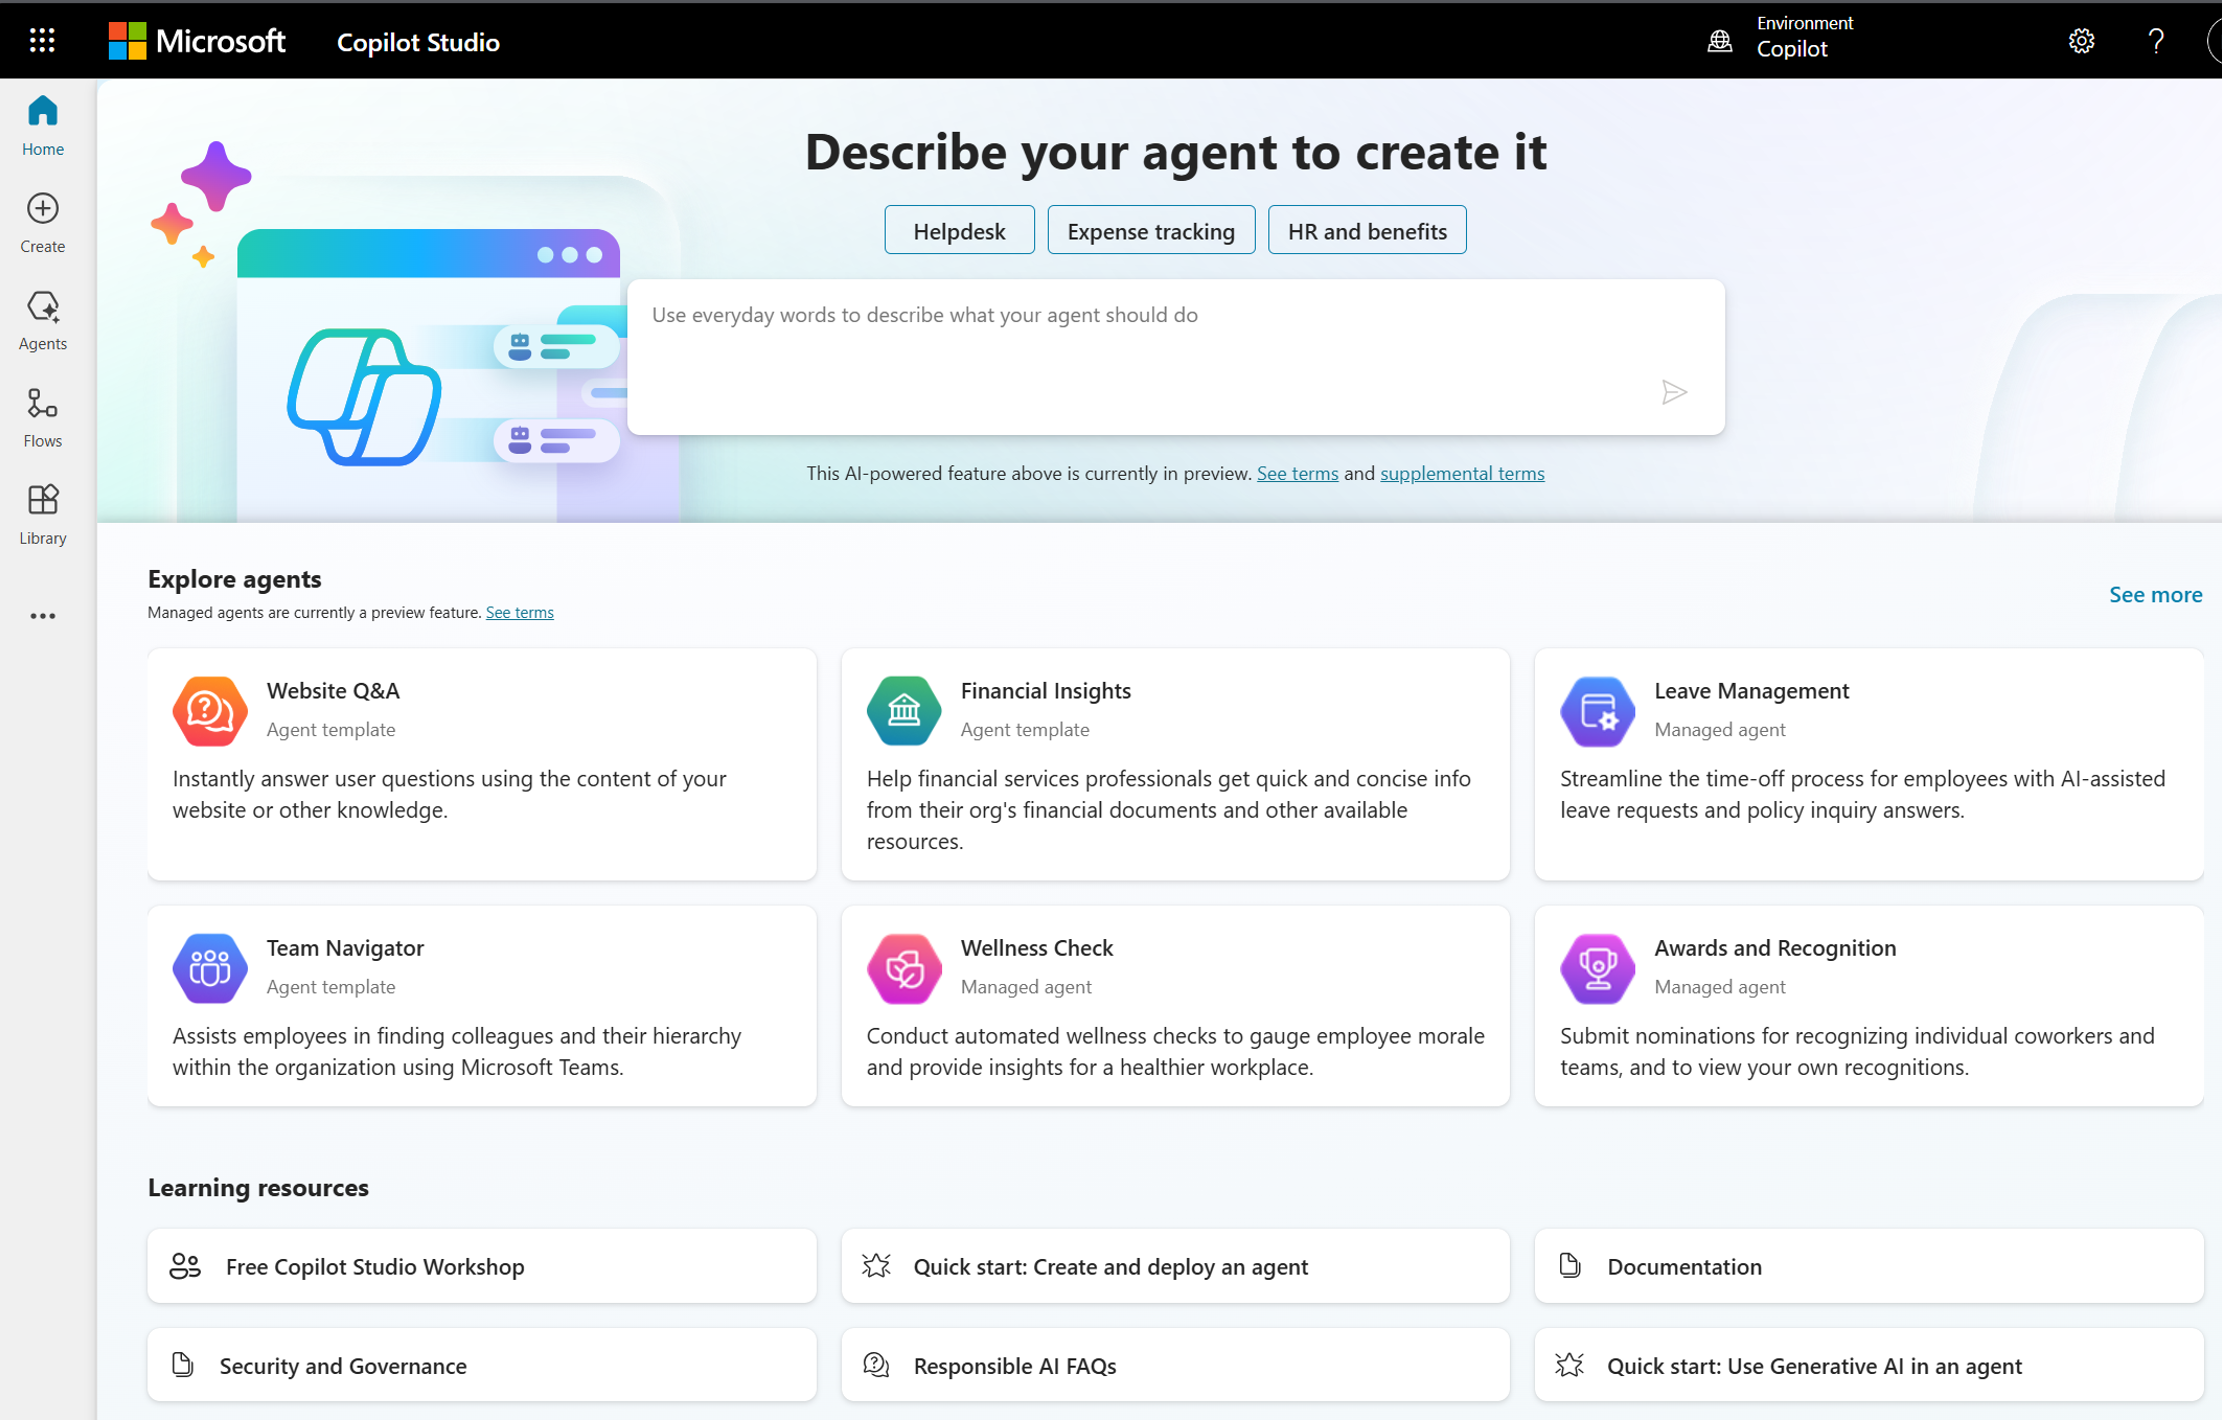 Microsoft
Copilot Studio
Environment
Copilot
Home
Create
Agents
Flows
Library
Describe your agent to create it
Helpdesk
Expense tracking
HR and benefits
Use everyday words to describe what your agent should do
This AI-powered feature above is currently in preview. See terms and supplemental terms
Explore agents
Managed agents are currently a preview feature. See terms
See more
Website Q&A
Agent template
Instantly answer user questions using the content of your
website or other knowledge.
Financial Insights
Agent template
Help financial services professionals get quick and concise info
from their org's financial documents and other available
resources.
Leave Management
Managed agent
Streamline the time-off process for employees with AI-assisted
leave requests and policy inquiry answers.
Team Navigator
Agent template
Assists employees in finding colleagues and their hierarchy
within the organization using Microsoft Teams.
Wellness Check
Managed agent
Conduct automated wellness checks to gauge employee morale
and provide insights for a healthier workplace.
Awards and Recognition
Managed agent
Submit nominations for recognizing individual coworkers and
teams, and to view your own recognitions.
Learning resources
Free Copilot Studio Workshop
Quick start: Create and deploy an agent
Documentation
Security and Governance
Responsible AI FAQs
Quick start: Use Generative AI in an agent